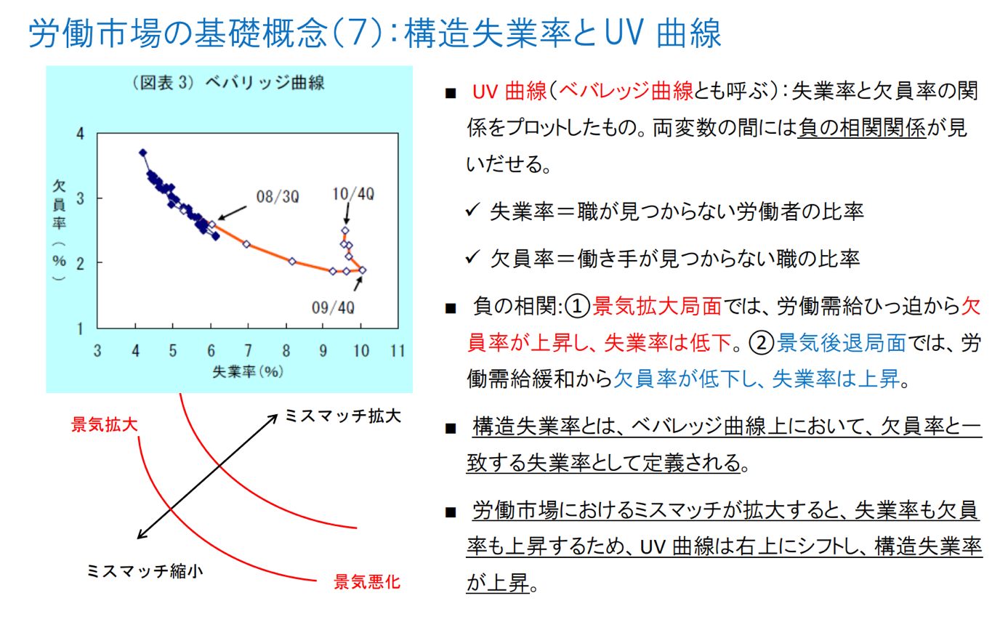 労働市場の基礎概念(7):構造失業率とUV 曲線
(図表 3) ベバリッジ曲線
欠員率(%)
4
3
2
1
08/3Q
10/4Q
09/4Q
3 4 5 6 7 8 9 10 11
失業率(%)
景気拡大
ミスマッチ拡大
ミスマッチ縮小
景気悪化
■ UV 曲線(ベバレッジ曲線とも呼ぶ):失業率と欠員率の関
係をプロットしたもの。両変数の間には負の相関関係が見
いだせる。
✓ 失業率=職が見つからない労働者の比率
✓ 欠員率=働き手が見つからない職の比率
■ 負の相関:①景気拡大局面では、労働需給ひっ迫から欠
員率が上昇し、失業率は低下。②景気後退局面では、労
働需給緩和から欠員率が低下し、失業率は上昇。
■ 構造失業率とは、ベバレッジ曲線上において、欠員率と一
致する失業率として定義される。
■ 労働市場におけるミスマッチが拡大すると、失業率も欠員
率も上昇するため、UV 曲線は右上にシフトし、構造失業率
が上昇。